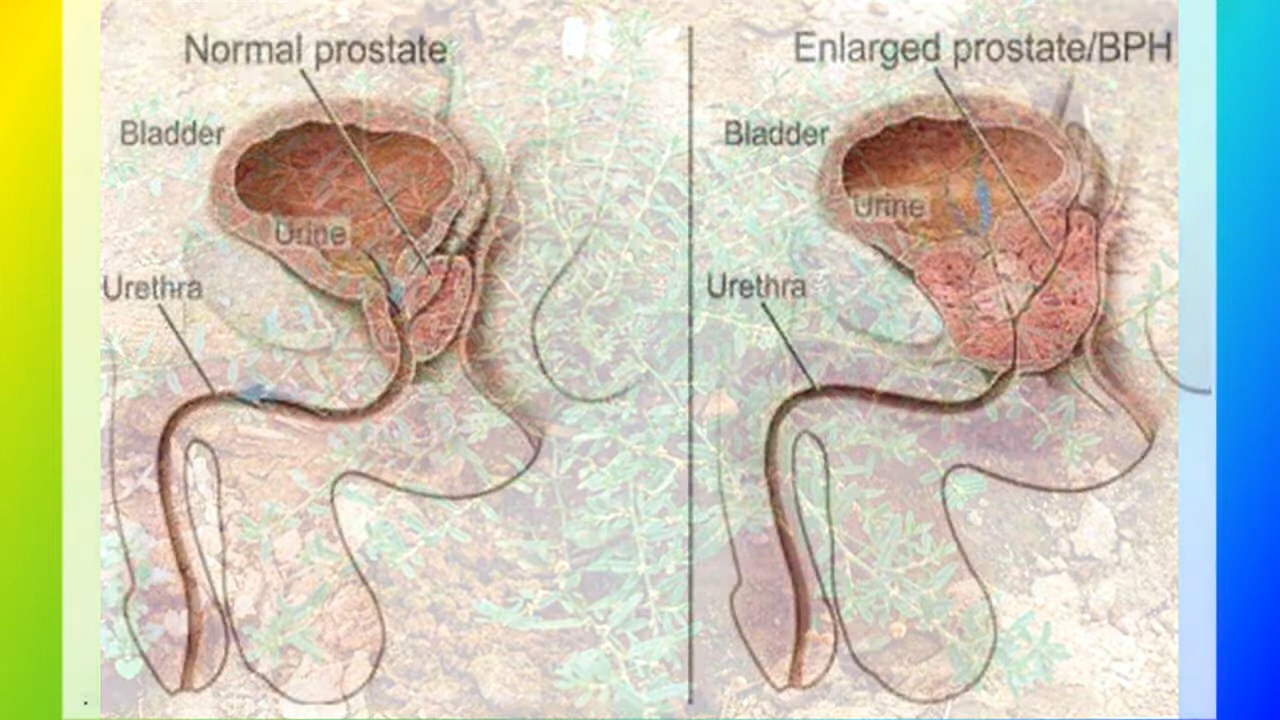 Normal prostate
Bladder
Urine
Urethra
Enlarged prostate/BPH
Bladder
Urine
Urethra